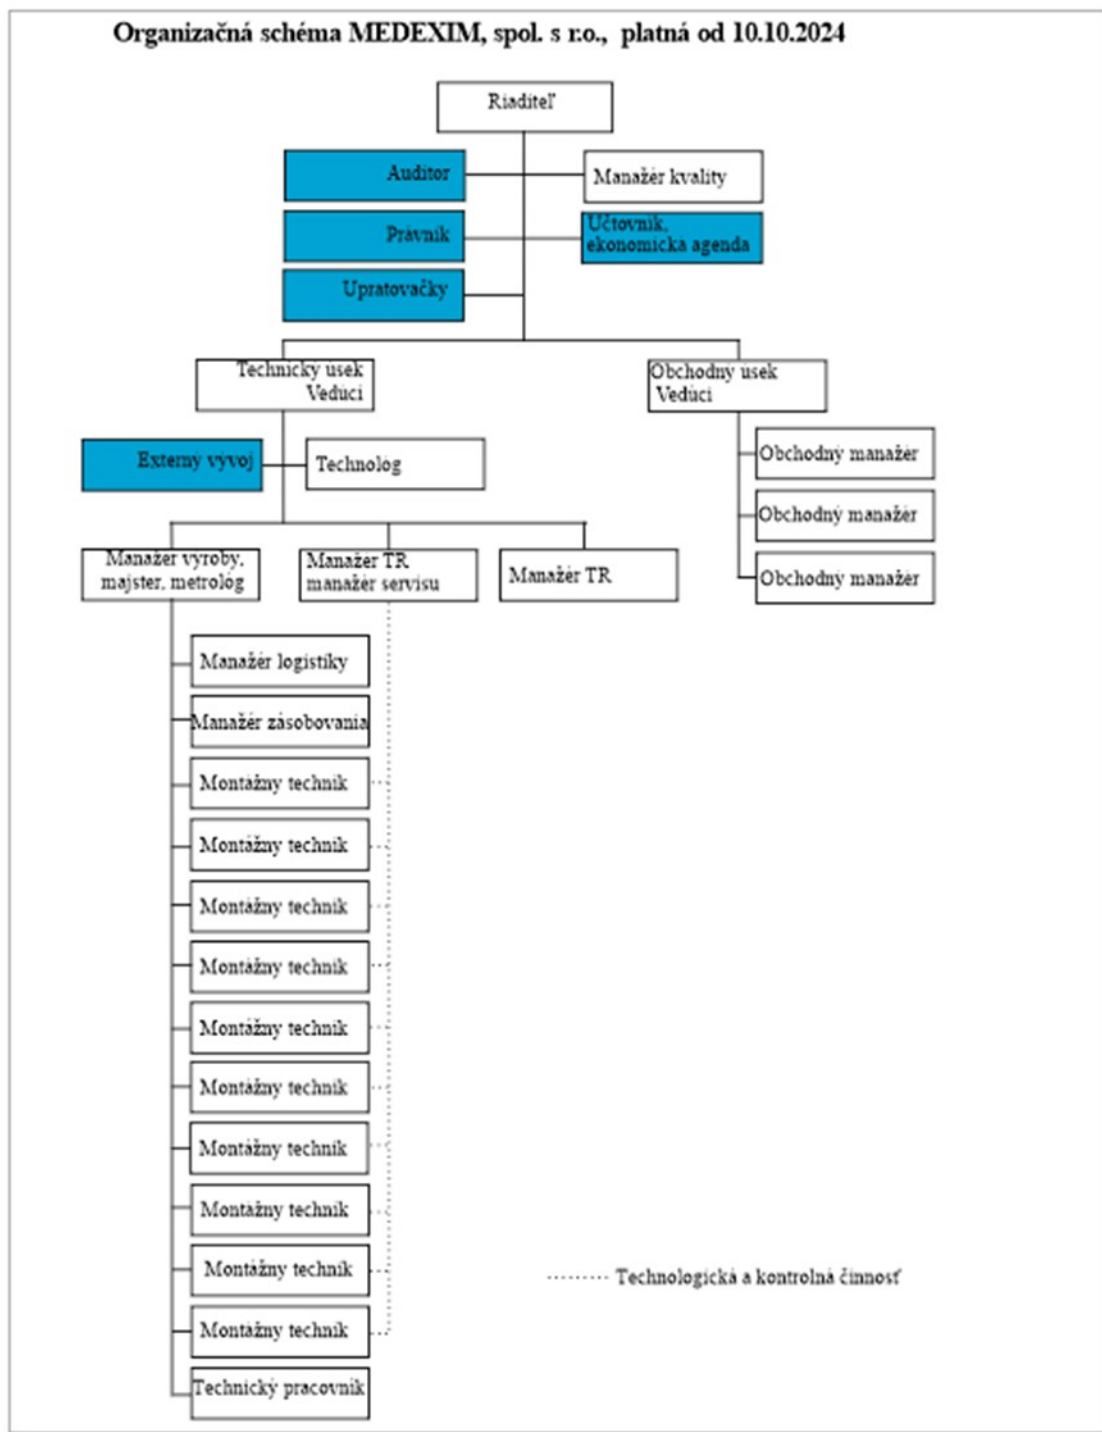 Organizačná schéma MEDEXIM, spol. s r.o., platná od 10.10.2024
Riaditeľ
Audítor
Manažér kvality
Právnik
Účtovník,
ekonomická agenda
Upratovačky
Technický úsek
Vedúci
Obchodný úsek
Vedúci
Externý vývoj
Technológ
Obchodný manažér
Obchodný manažér
Obchodný manažér
Manažér výroby,
majster, metrológ
Manažér TR
manažér servisu
Manažér TR
Manažér logistiky
Manažér zásobovania
Montážny technik
Montážny technik
Montážny technik
Montážny technik
Montážny technik
Montážny technik
Montážny technik
Montážny technik
Montážny technik
Montážny technik
Technický pracovník
Technologická a kontrolná činnosť